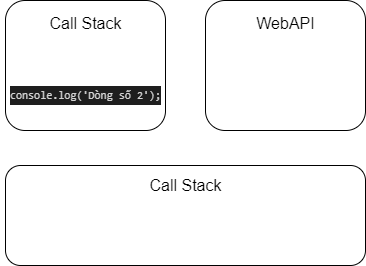 Call Stack
WebAPI
console.log('Dòng số 2');
Call Stack